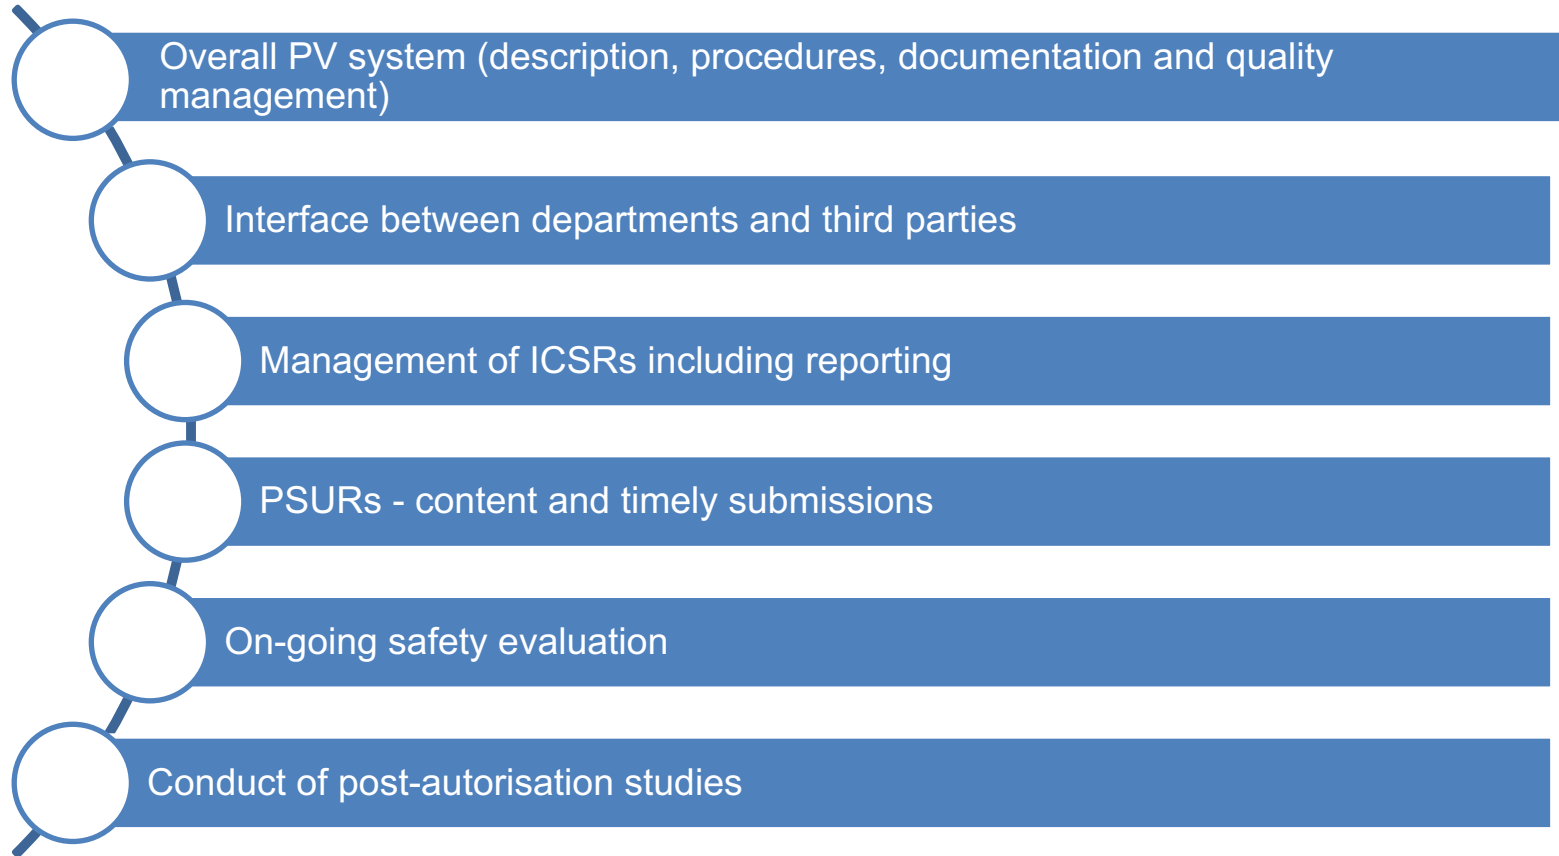 Overall PV system (description, procedures, documentation and quality
management)
Interface between departments and third parties
Management of ICSRs including reporting
PSURs - content and timely submissions
On-going safety evaluation
Conduct of post-autorisation studies